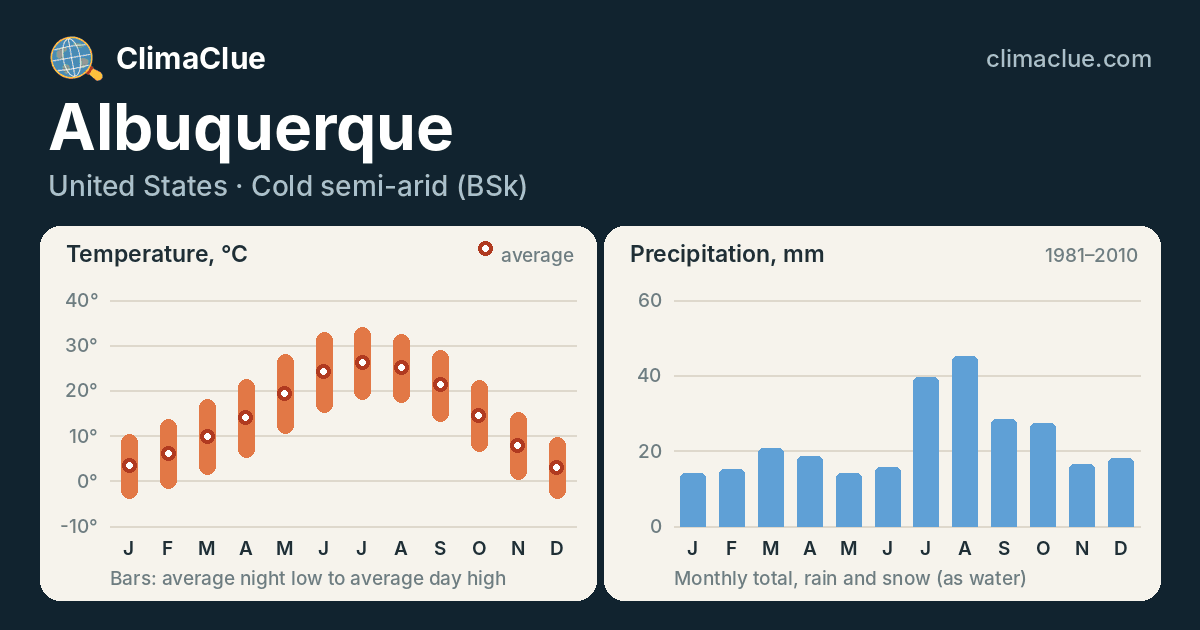 ClimaClue
climaclue.com
Albuquerque
United States · Cold semi-arid (BSk)
Temperature, °C
average
40°
30°
20°
10°
0°
-10°
J F M A M J J A S O N D
Bars: average night low to average day high
Precipitation, mm
1981–2010
60
40
20
0
J F M A M J J A S O N D
Monthly total, rain and snow (as water)